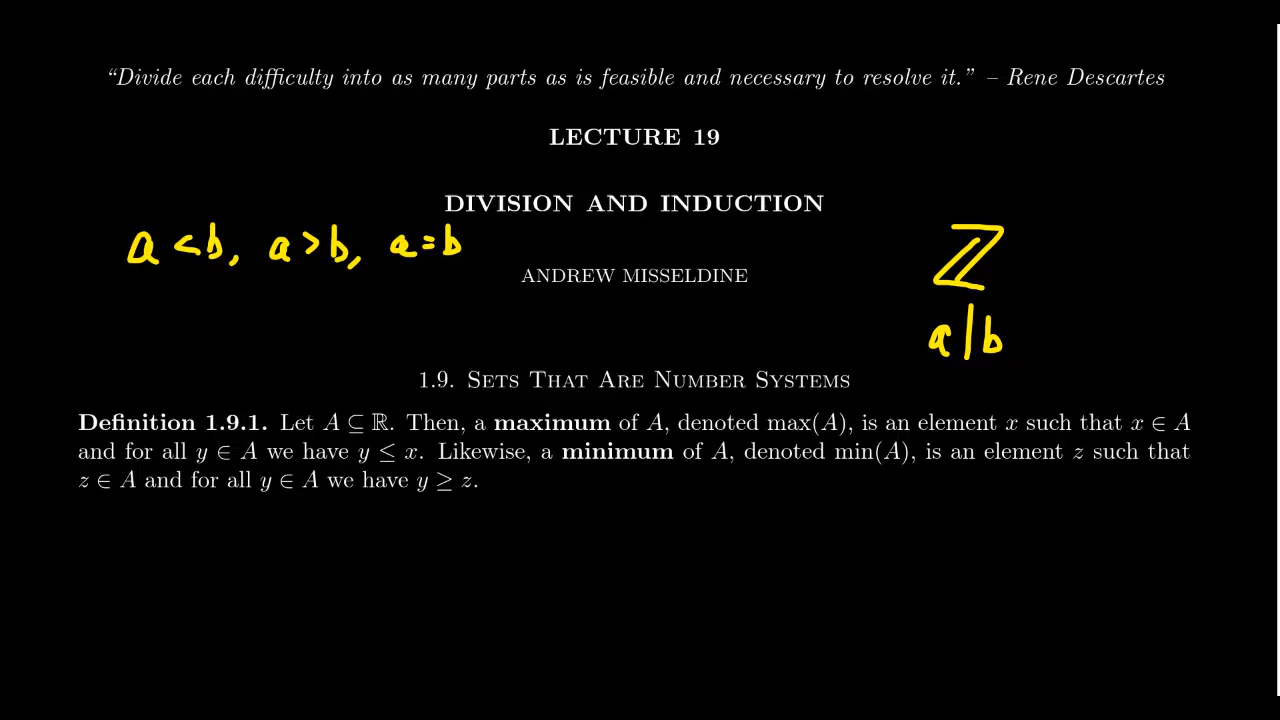 “Divide each difficulty into as many parts as is feasible and necessary to resolve it.” – Rene Descartes
LECTURE 19
DIVISION AND INDUCTION
a < b, a > b, a = b
ℤ
ANDREW MISSELDINE
a | b
1.9. Sets That Are Number Systems
Definition 1.9.1. Let A ⊆ ℝ. Then, a maximum of A, denoted max(A), is an element x such that x ∈ A
and for all y ∈ A we have y ≤ x. Likewise, a minimum of A, denoted min(A), is an element z such that
z ∈ A and for all y ∈ A we have y ≥ z.